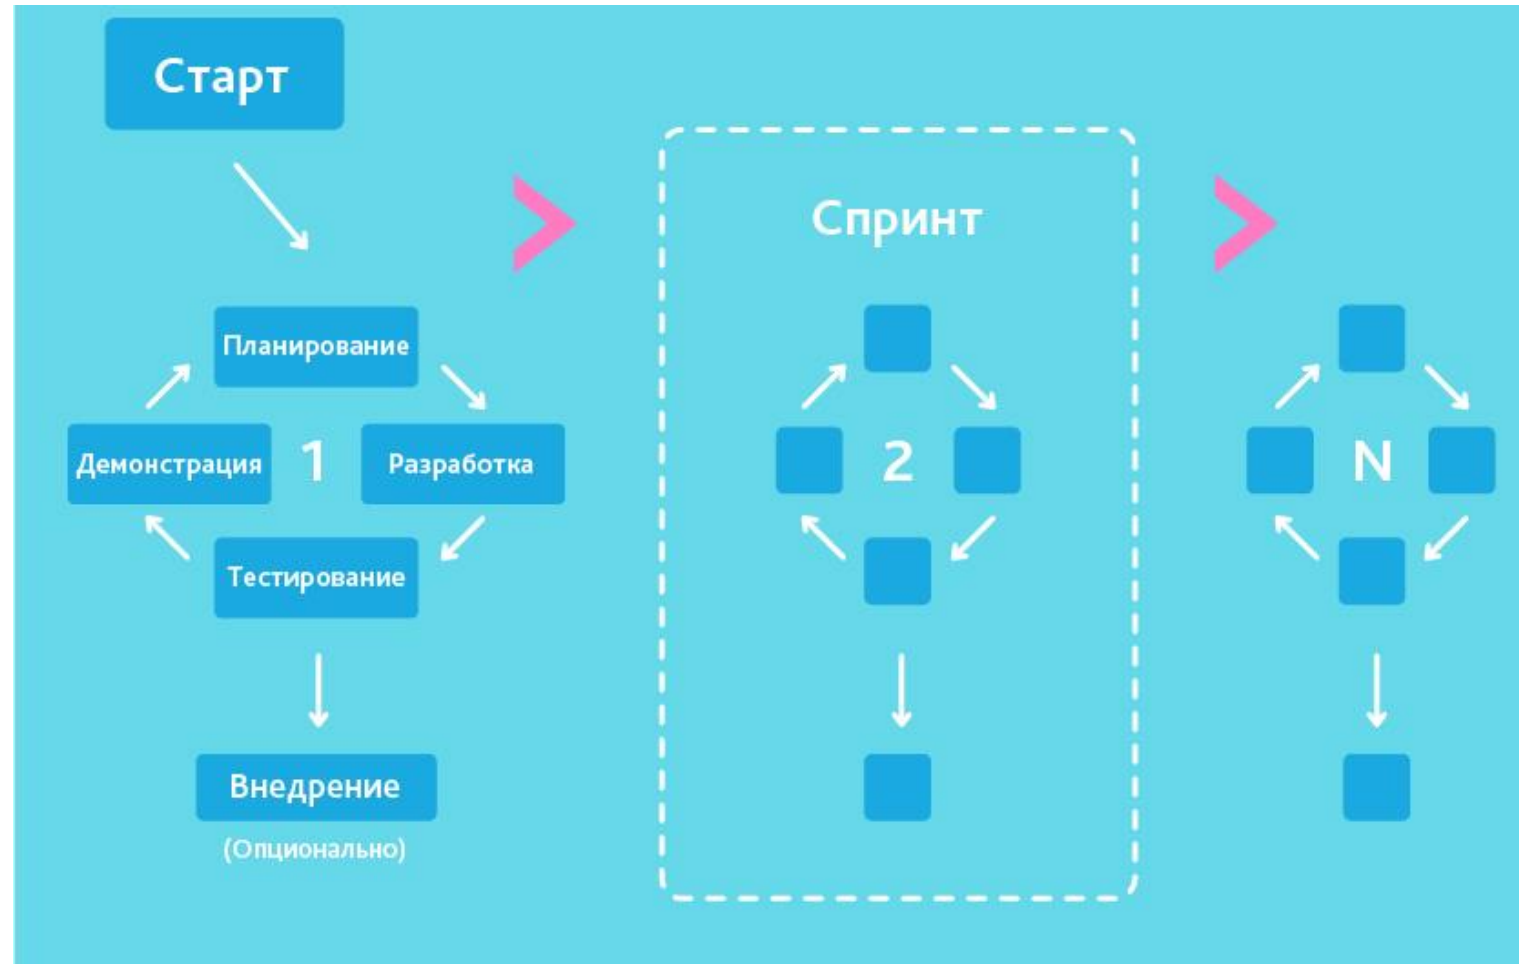 Старт
Спринт
Планирование
Демонстрация
1
Разработка
Тестирование
Внедрение
(Опционально)
2
N